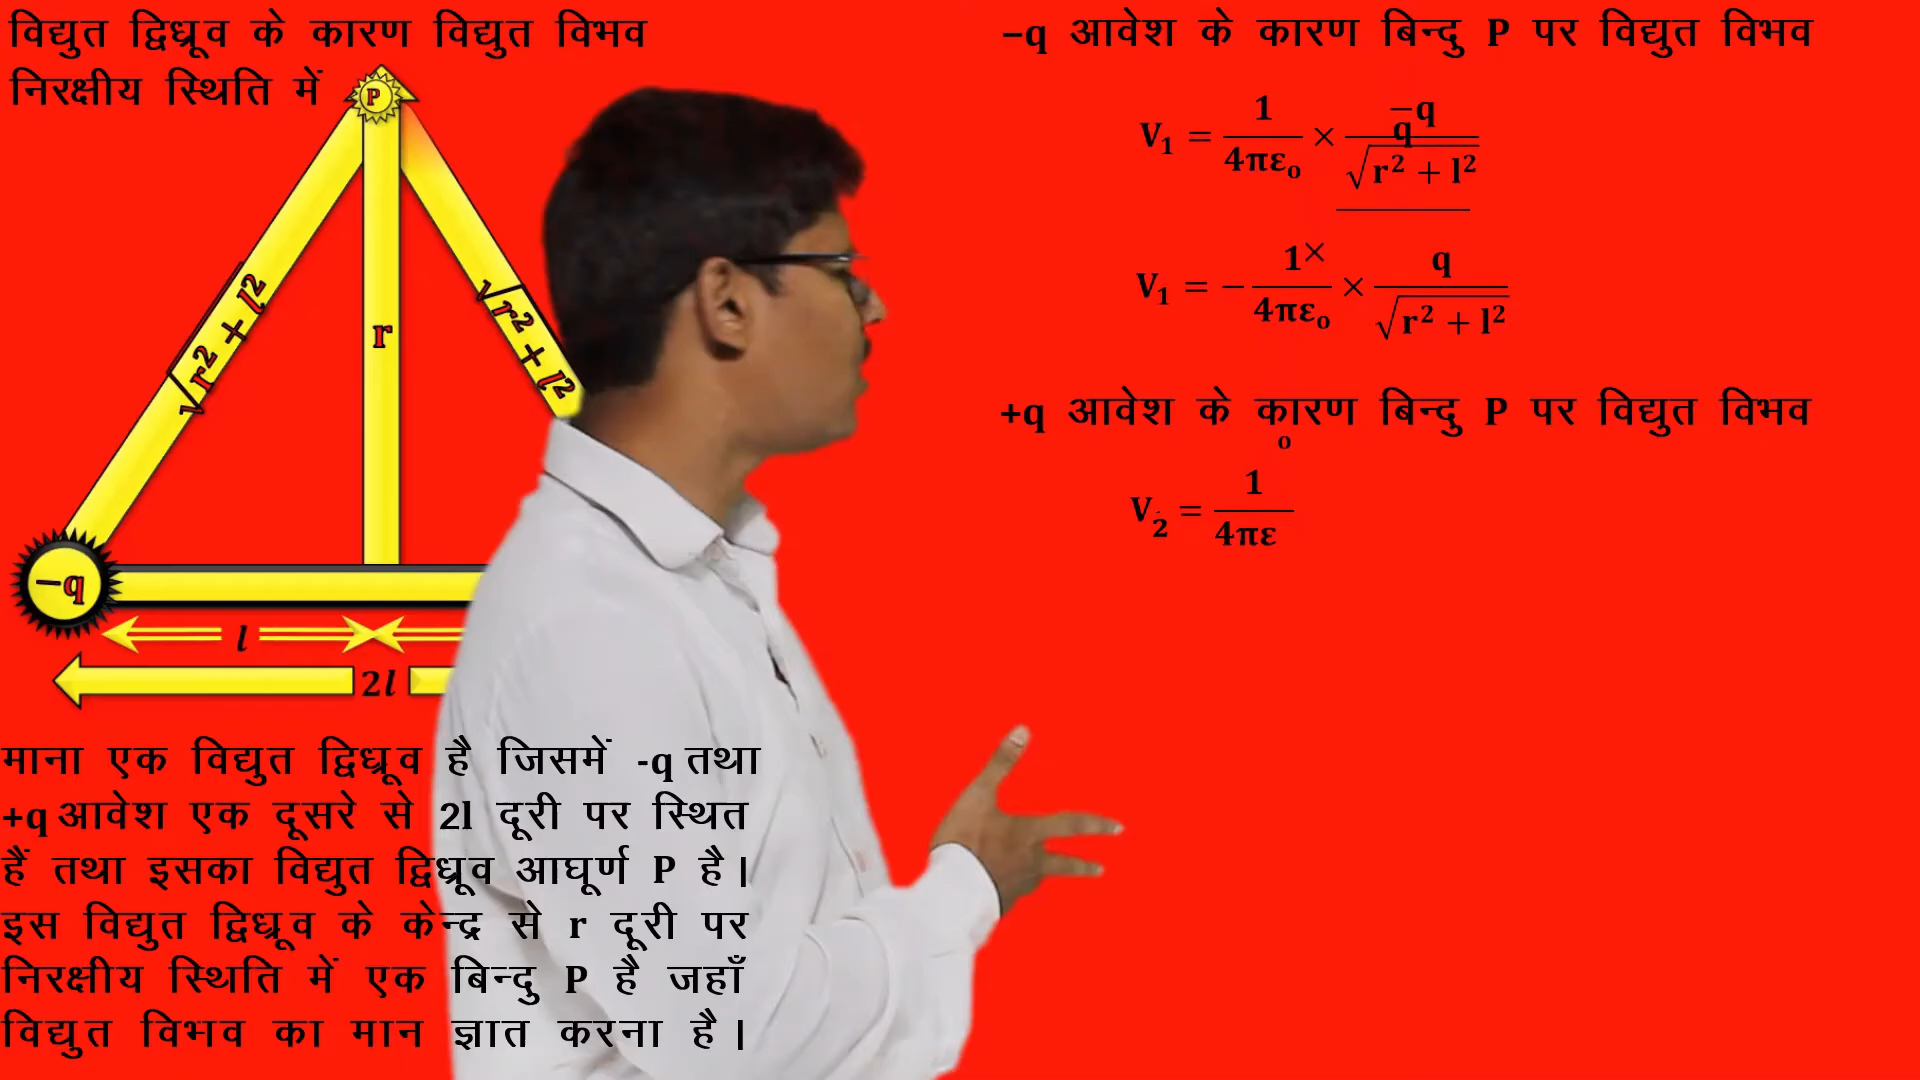 विद्युत द्विध्रूव के कारण विद्युत विभव
निरक्षीय स्थिति में
P
√r² + l²
r
√r² + l²
−q
l
2l
माना एक विद्युत द्विध्रूव है जिसमें -q तथा
+q आवेश एक दूसरे से 2l दूरी पर स्थित
हैं तथा इसका विद्युत द्विध्रूव आघूर्ण P है।
इस विद्युत द्विध्रूव के केन्द्र से r दूरी पर
निरक्षीय स्थिति में एक बिन्दु P है जहाँ
विद्युत विभव का मान ज्ञात करना है।
−q आवेश के कारण बिन्दु P पर विद्युत विभव
V₁ = 1/4πε₀ × −q/√r² + l²
V₁ = − 1/4πε₀ × q/√r² + l²
+q आवेश के कारण बिन्दु P पर विद्युत विभव
V₂ = 1/4πε